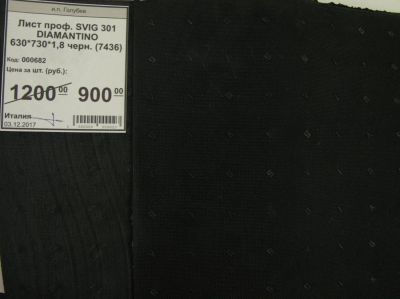 и.п. Голубев
Лист проф. SVIG 301
DIAMANTINO
630*730*1,8 черн. (7436)
Код: 000682
Цена за шт. (руб.):
1200 00 900 00
Италия
03.12.2017